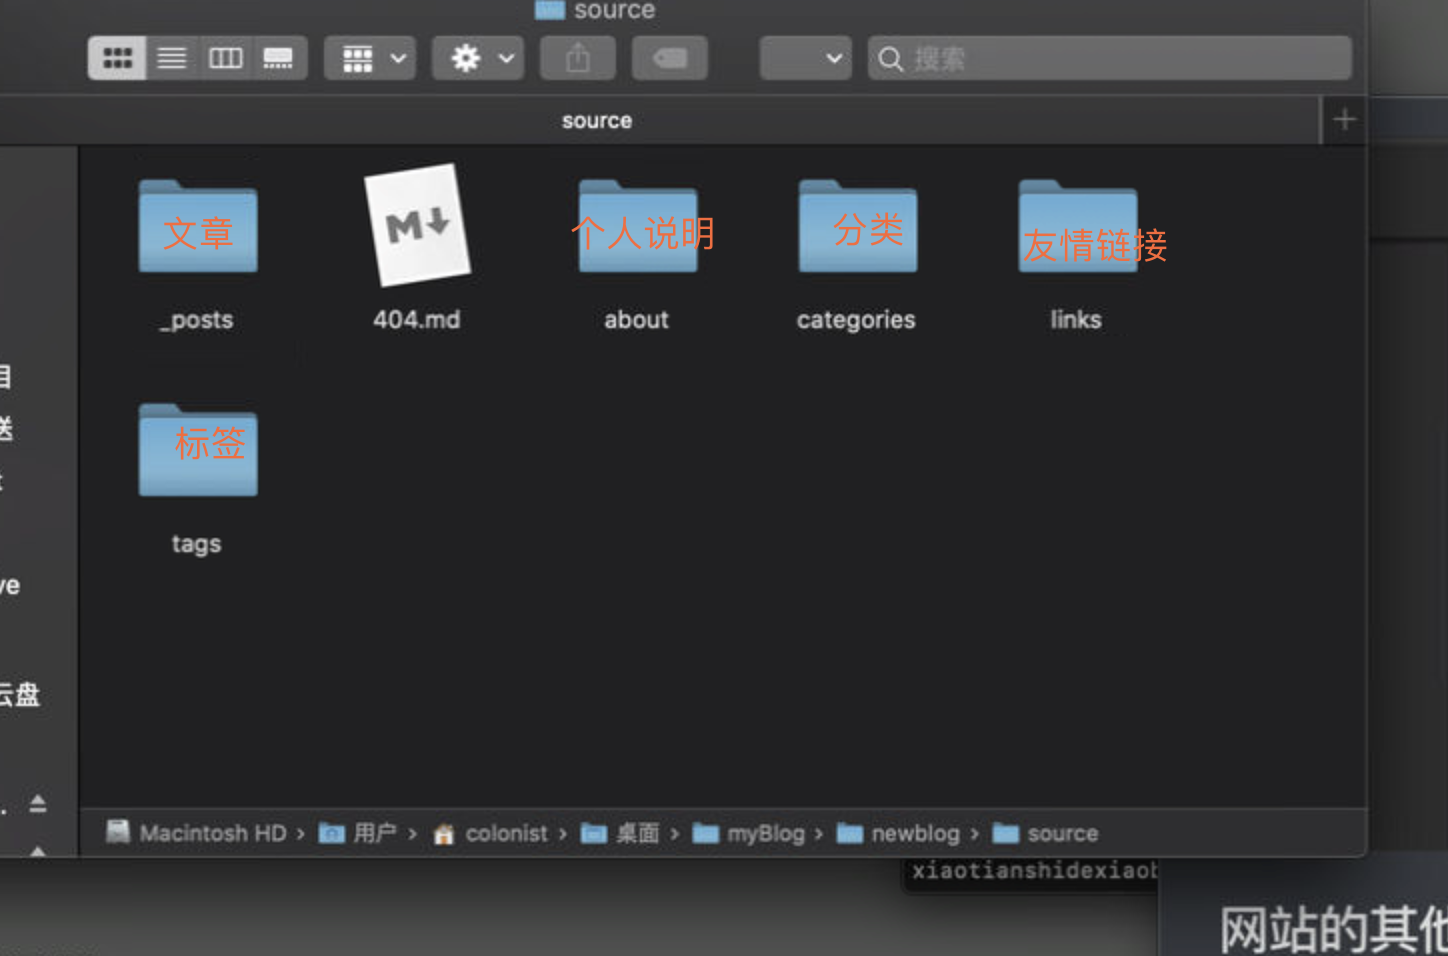 source
搜索
source
文章
个人说明
分类
友情链接
M
_posts
404.md
about
categories
links
标签
tags
目
送
ve
云盘
Macintosh HD › 用户 › colonist › 桌面 › myBlog › newblog › source
xiaotianshidexiaob
网站的其他